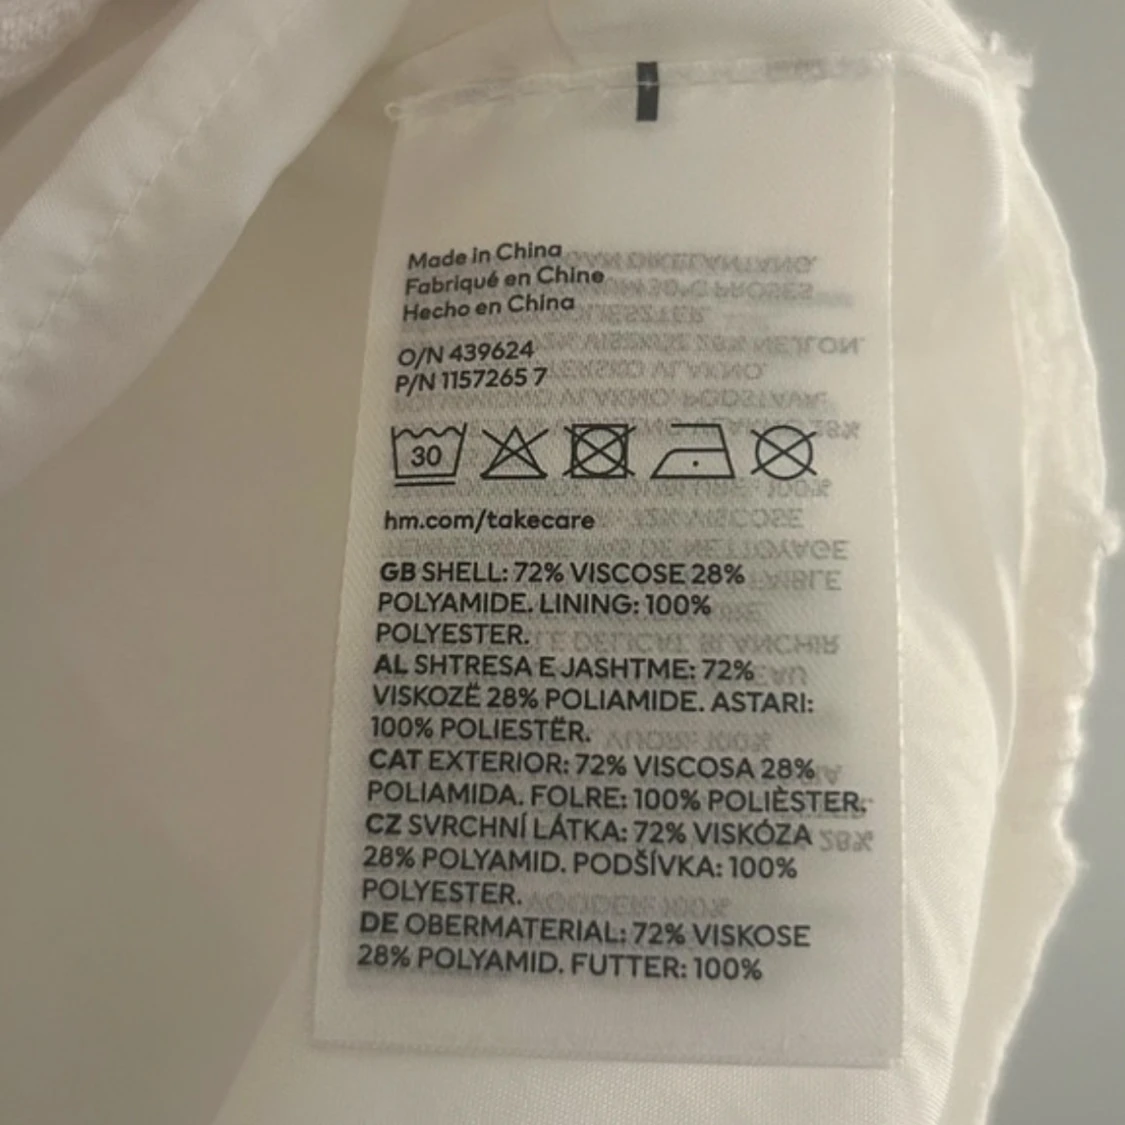 Made in China
Fabriqué en Chine
Hecho en China
O/N 439624
P/N 1157265 7
30
hm.com/takecare
GB SHELL: 72% VISCOSE 28%
POLYAMIDE. LINING: 100%
POLYESTER.
AL SHTRESA E JASHTME: 72%
VISKOZË 28% POLIAMIDE. ASTARI:
100% POLIESTËR.
CAT EXTERIOR: 72% VISCOSA 28%
POLIAMIDA. FOLRE: 100% POLIÈSTER.
CZ SVRCHNÍ LÁTKA: 72% VISKÓZA
28% POLYAMID. PODŠÍVKA: 100%
POLYESTER.
DE OBERMATERIAL: 72% VISKOSE
28% POLYAMID. FUTTER: 100%